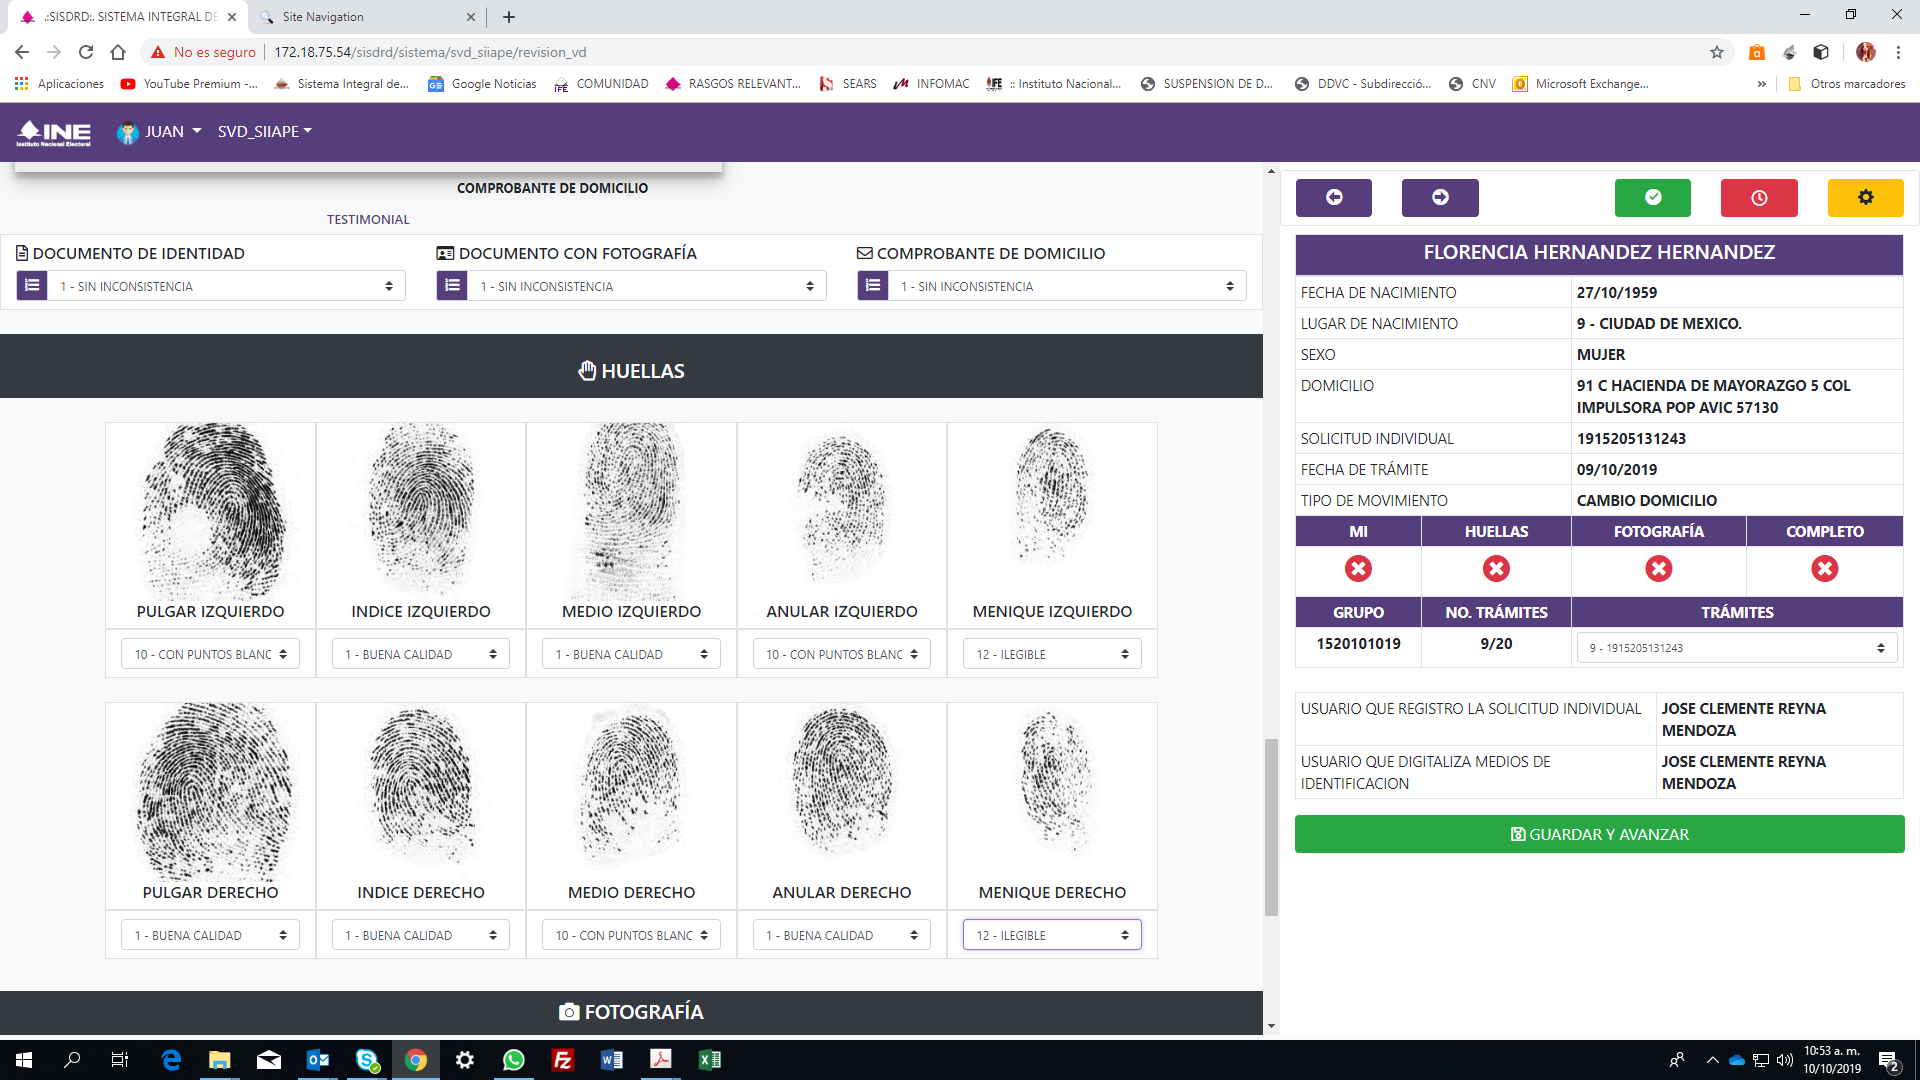 .:SISDRD:. SISTEMA INTEGRAL DE
Site Navigation
No es seguro
172.18.75.54/sisdrd/sistema/svd_siiape/revision_vd
Aplicaciones
YouTube Premium -...
Sistema Integral de...
Google Noticias
COMUNIDAD
RASGOS RELEVANT...
SEARS
INFOMAC
:: Instituto Nacional...
SUSPENSION DE D...
DDVC - Subdirecció...
CNV
Microsoft Exchange...
»
Otros marcadores
INE
Instituto Nacional Electoral
JUAN
SVD_SIIAPE
COMPROBANTE DE DOMICILIO
TESTIMONIAL
DOCUMENTO DE IDENTIDAD
DOCUMENTO CON FOTOGRAFÍA
COMPROBANTE DE DOMICILIO
1 - SIN INCONSISTENCIA
1 - SIN INCONSISTENCIA
1 - SIN INCONSISTENCIA
HUELLAS
PULGAR IZQUIERDO
INDICE IZQUIERDO
MEDIO IZQUIERDO
ANULAR IZQUIERDO
MENIQUE IZQUIERDO
10 - CON PUNTOS BLANC
1 - BUENA CALIDAD
1 - BUENA CALIDAD
10 - CON PUNTOS BLANC
12 - ILEGIBLE
PULGAR DERECHO
INDICE DERECHO
MEDIO DERECHO
ANULAR DERECHO
MENIQUE DERECHO
1 - BUENA CALIDAD
1 - BUENA CALIDAD
10 - CON PUNTOS BLANC
1 - BUENA CALIDAD
12 - ILEGIBLE
FOTOGRAFÍA
FLORENCIA HERNANDEZ HERNANDEZ
FECHA DE NACIMIENTO
27/10/1959
LUGAR DE NACIMIENTO
9 - CIUDAD DE MEXICO.
SEXO
MUJER
DOMICILIO
91 C HACIENDA DE MAYORAZGO 5 COL
IMPULSORA POP AVIC 57130
SOLICITUD INDIVIDUAL
1915205131243
FECHA DE TRÁMITE
09/10/2019
TIPO DE MOVIMIENTO
CAMBIO DOMICILIO
MI
HUELLAS
FOTOGRAFÍA
COMPLETO
GRUPO
NO. TRÁMITES
TRÁMITES
1520101019
9/20
9 - 1915205131243
USUARIO QUE REGISTRO LA SOLICITUD INDIVIDUAL
JOSE CLEMENTE REYNA
MENDOZA
USUARIO QUE DIGITALIZA MEDIOS DE
IDENTIFICACION
JOSE CLEMENTE REYNA
MENDOZA
GUARDAR Y AVANZAR
10:53 a. m.
10/10/2019
2